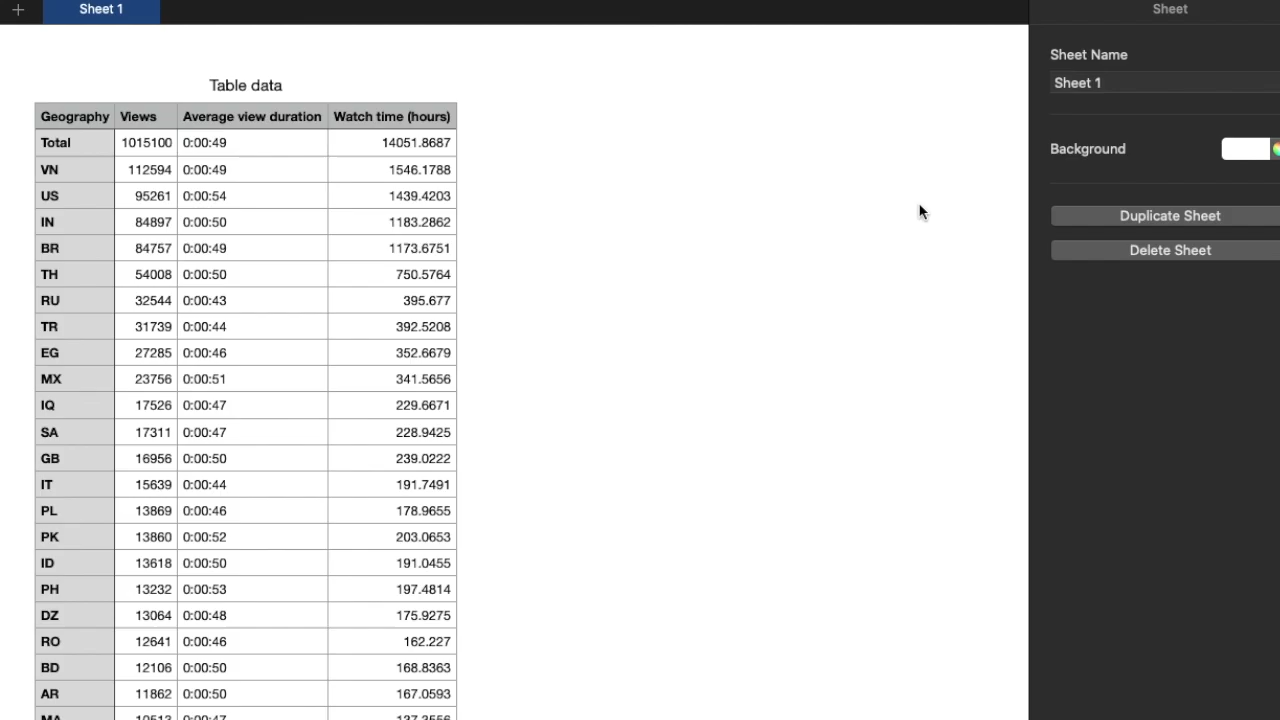 + Sheet 1 Sheet
Sheet Name
Sheet 1
Background
Duplicate Sheet
Delete Sheet
Table data
Geography Views Average view duration Watch time (hours)
Total 1015100 0:00:49 14051.8687
VN 112594 0:00:49 1546.1788
US 95261 0:00:54 1439.4203
IN 84897 0:00:50 1183.2862
BR 84757 0:00:49 1173.6751
TH 54008 0:00:50 750.5764
RU 32544 0:00:43 395.677
TR 31739 0:00:44 392.5208
EG 27285 0:00:46 352.6679
MX 23756 0:00:51 341.5656
IQ 17526 0:00:47 229.6671
SA 17311 0:00:47 228.9425
GB 16956 0:00:50 239.0222
IT 15639 0:00:44 191.7491
PL 13869 0:00:46 178.9655
PK 13860 0:00:52 203.0653
ID 13618 0:00:50 191.0455
PH 13232 0:00:53 197.4814
DZ 13064 0:00:48 175.9275
RO 12641 0:00:46 162.227
BD 12106 0:00:50 168.8363
AR 11862 0:00:50 167.0593
MA 10513 0:00:47 137.3556